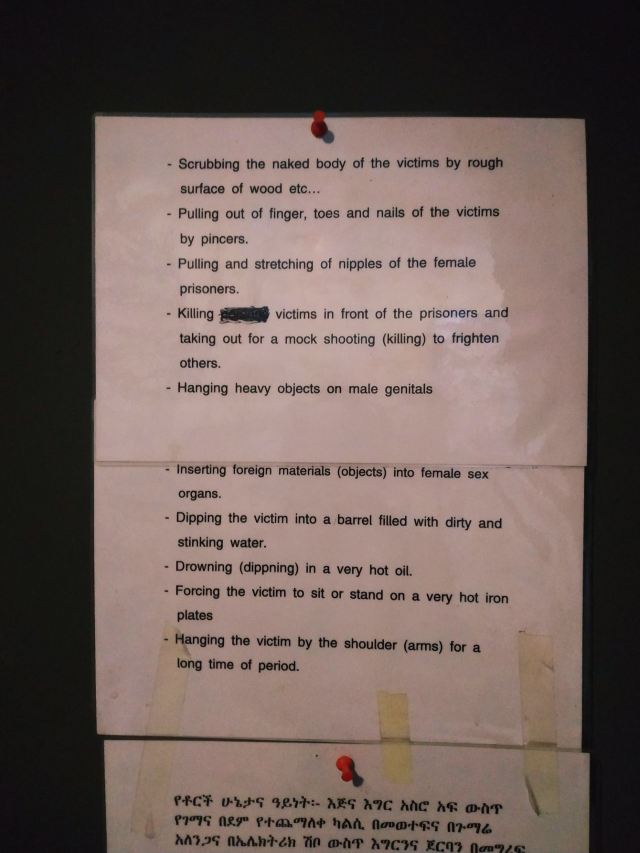 - Scrubbing the naked body of the victims by rough
surface of wood etc...
- Pulling out of finger, toes and nails of the victims
by pincers.
- Pulling and stretching of nipples of the female
prisoners.
- Killing victims in front of the prisoners and
taking out for a mock shooting (killing) to frighten
others.
- Hanging heavy objects on male genitals
- Inserting foreign materials (objects) into female sex
organs.
- Dipping the victim into a barrel filled with dirty and
stinking water.
- Drowning (dippning) in a very hot oil.
- Forcing the victim to sit or stand on a very hot iron
plates
- Hanging the victim by the shoulder (arms) for a
long time of period.
የቶርች ሁኔታና ዓይነት፡- እጅና እግር አስሮ አፍ ውስጥ
የገማና በደም የተጨማለቀ ካልሲ በመወተፍና በጉማሬ
አለንጋና በኤሌክትሪክ ሽቦ ውስጥ እግርንና ጀርባን በመግረፍ